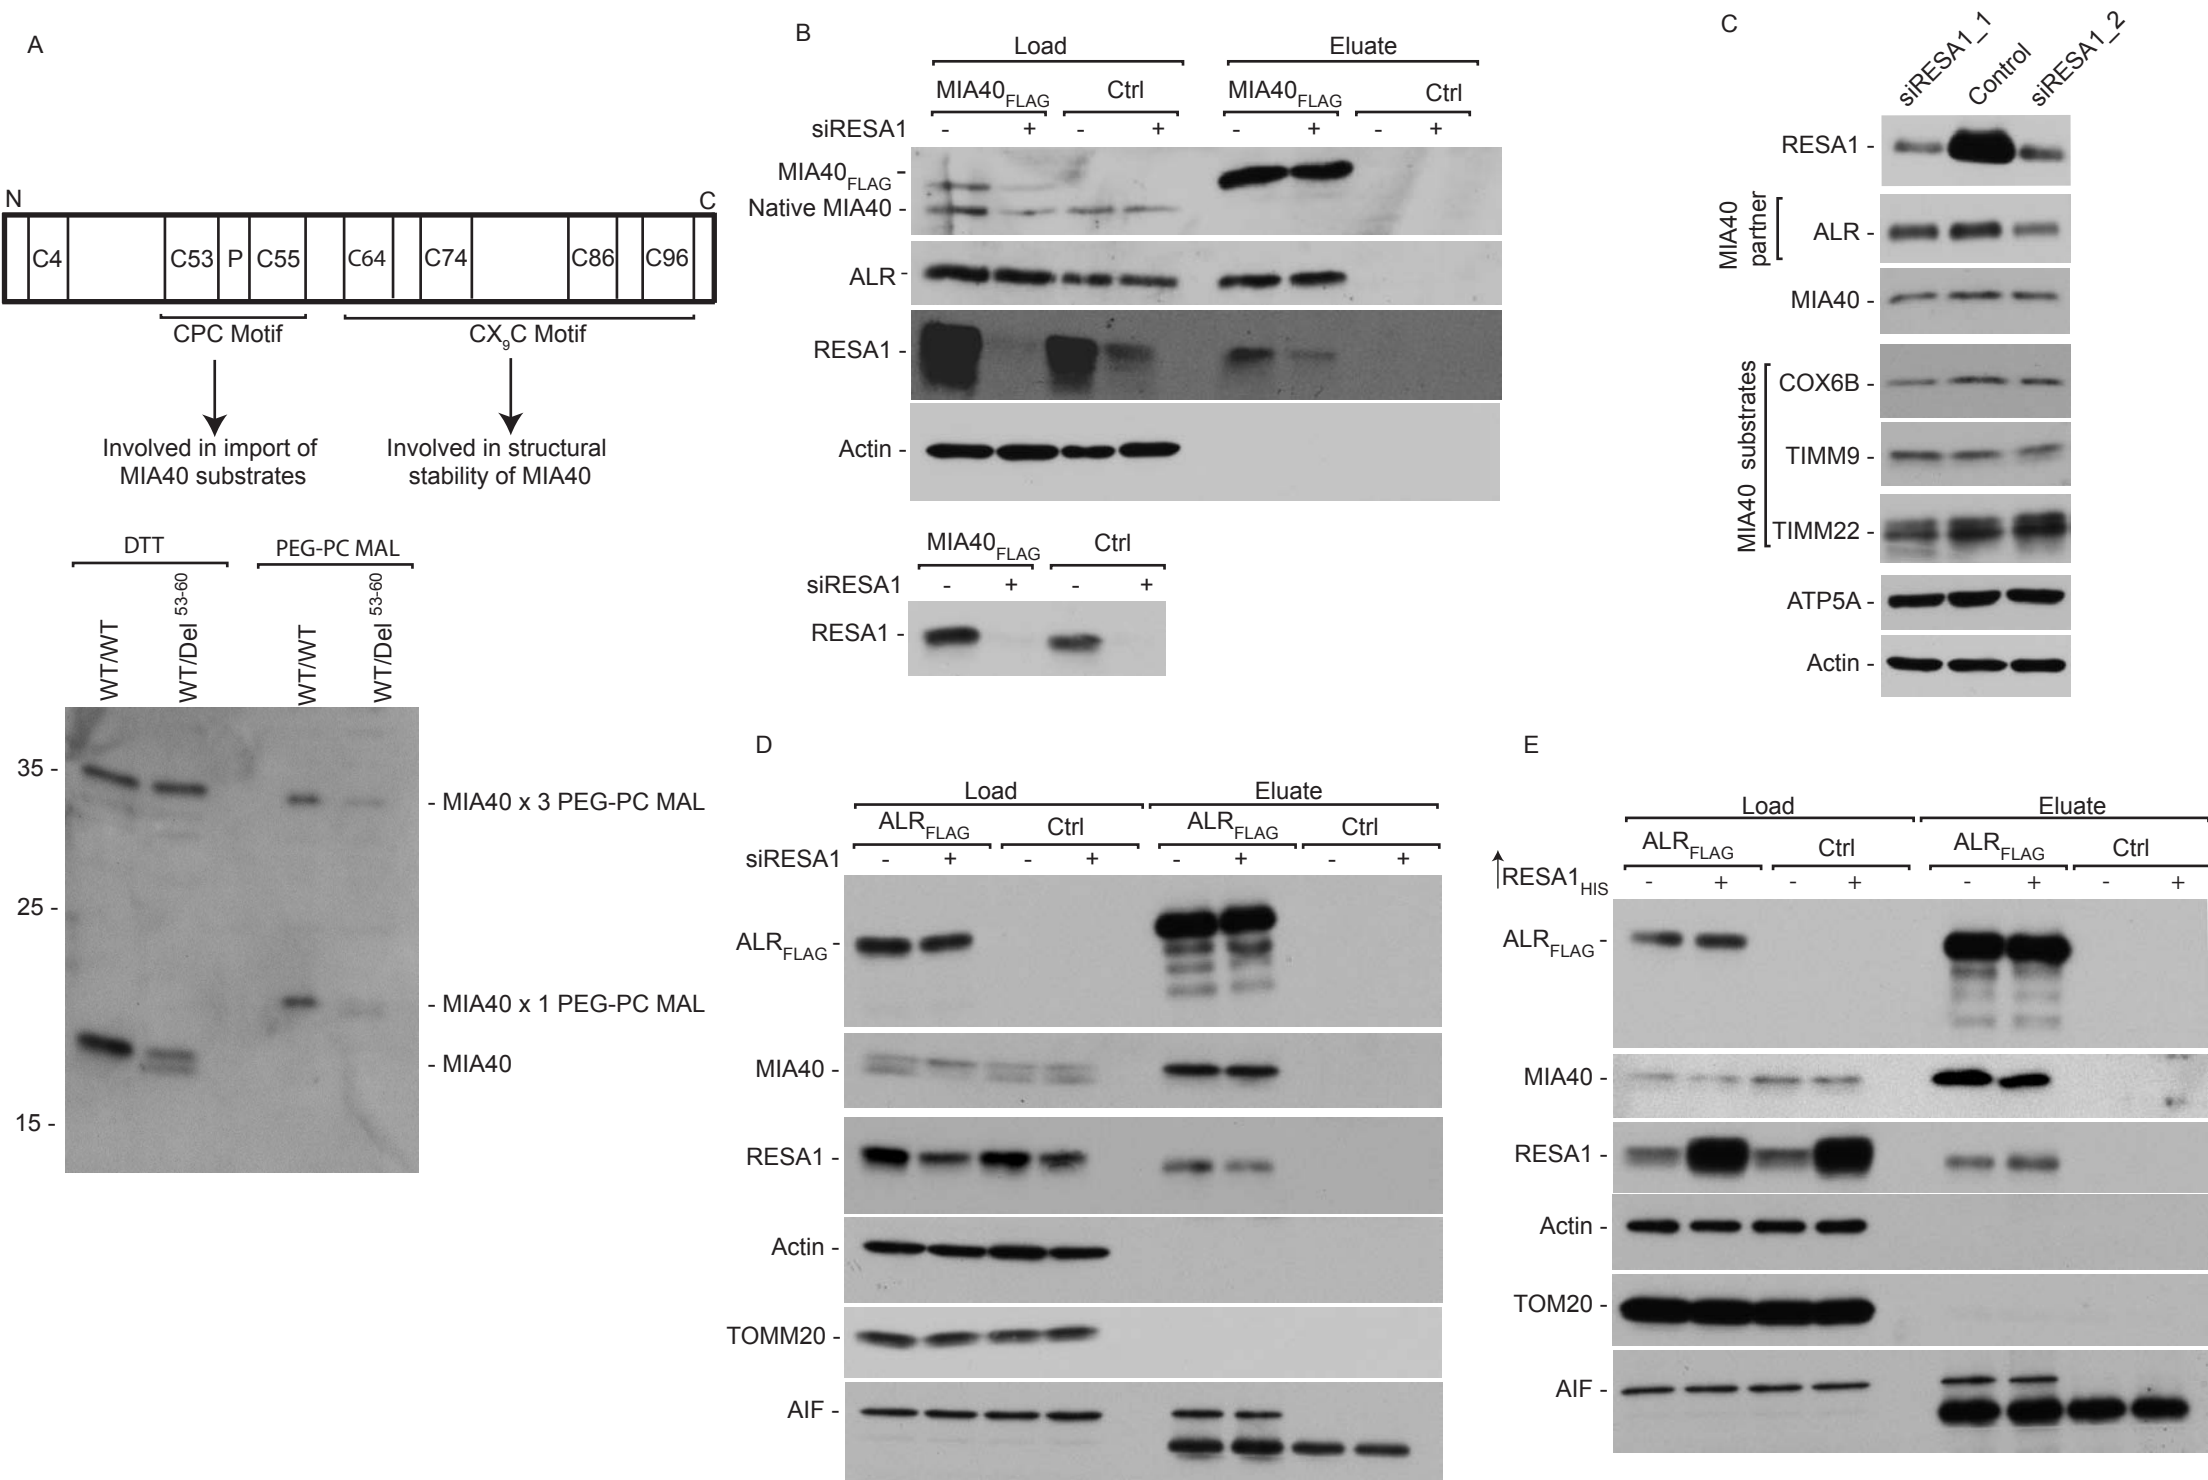 A
N
C
C4
C53
P
C55
C64
C74
C86
C96
CPC Motif
CX9C Motif
Involved in import of
MIA40 substrates
Involved in structural
stability of MIA40
DTT
PEG-PC MAL
WT/WT
WT/Del 53-60
WT/WT
WT/Del 53-60
35 -
25 -
15 -
- MIA40 x 3 PEG-PC MAL
- MIA40 x 1 PEG-PC MAL
- MIA40
B
Load
Eluate
MIA40FLAG
Ctrl
MIA40FLAG
Ctrl
siRESA1 - + - + - + - +
MIA40FLAG -
Native MIA40 -
ALR -
RESA1 -
Actin -
MIA40FLAG
Ctrl
siRESA1 - + - +
RESA1 -
C
siRESA1_1
Control
siRESA1_2
RESA1 -
MIA40
partner
ALR -
MIA40 -
MIA40 substrates
COX6B -
TIMM9 -
TIMM22 -
ATP5A -
Actin -
D
Load
Eluate
ALRFLAG
Ctrl
ALRFLAG
Ctrl
siRESA1 - + - + - + - +
ALRFLAG -
MIA40 -
RESA1 -
Actin -
TOMM20 -
AIF -
E
Load
Eluate
ALRFLAG
Ctrl
ALRFLAG
Ctrl
↑RESA1HIS - + - + - + - +
ALRFLAG -
MIA40 -
RESA1 -
Actin -
TOM20 -
AIF -